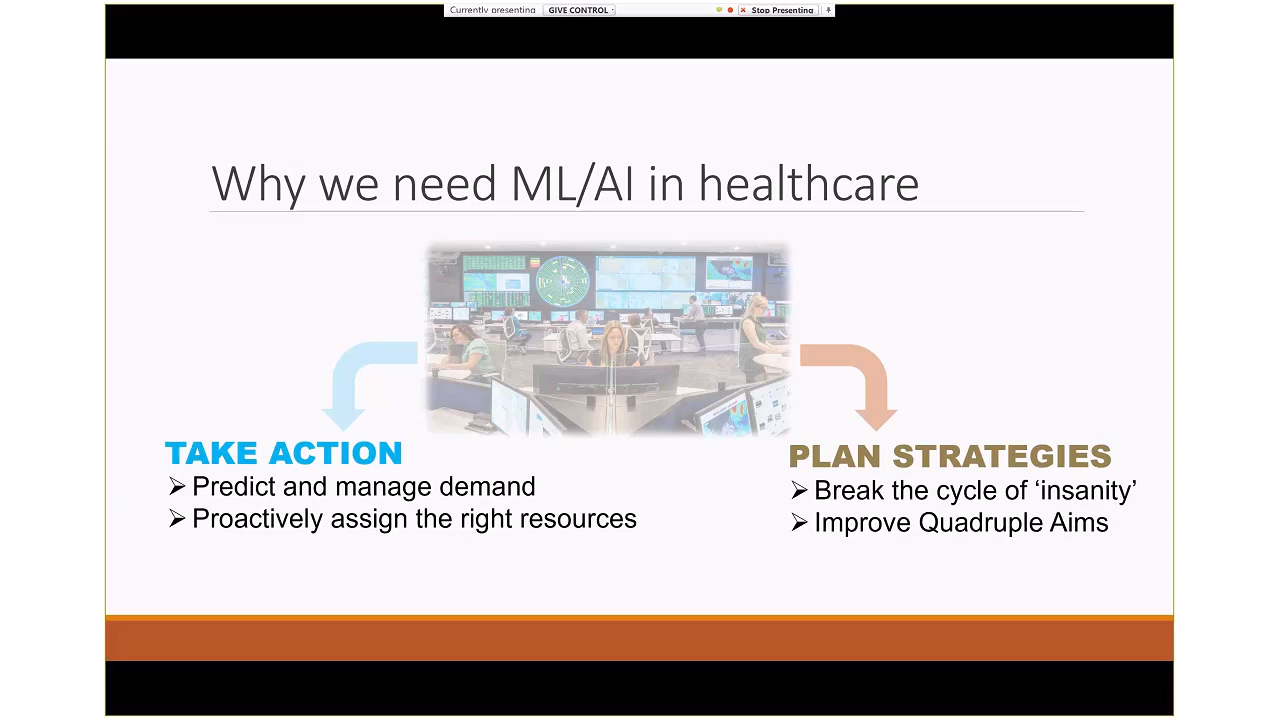 Currently presenting GIVE CONTROL Stop Presenting
Why we need ML/AI in healthcare
TAKE ACTION
➢ Predict and manage demand
➢ Proactively assign the right resources
PLAN STRATEGIES
➢ Break the cycle of ‘insanity’
➢ Improve Quadruple Aims